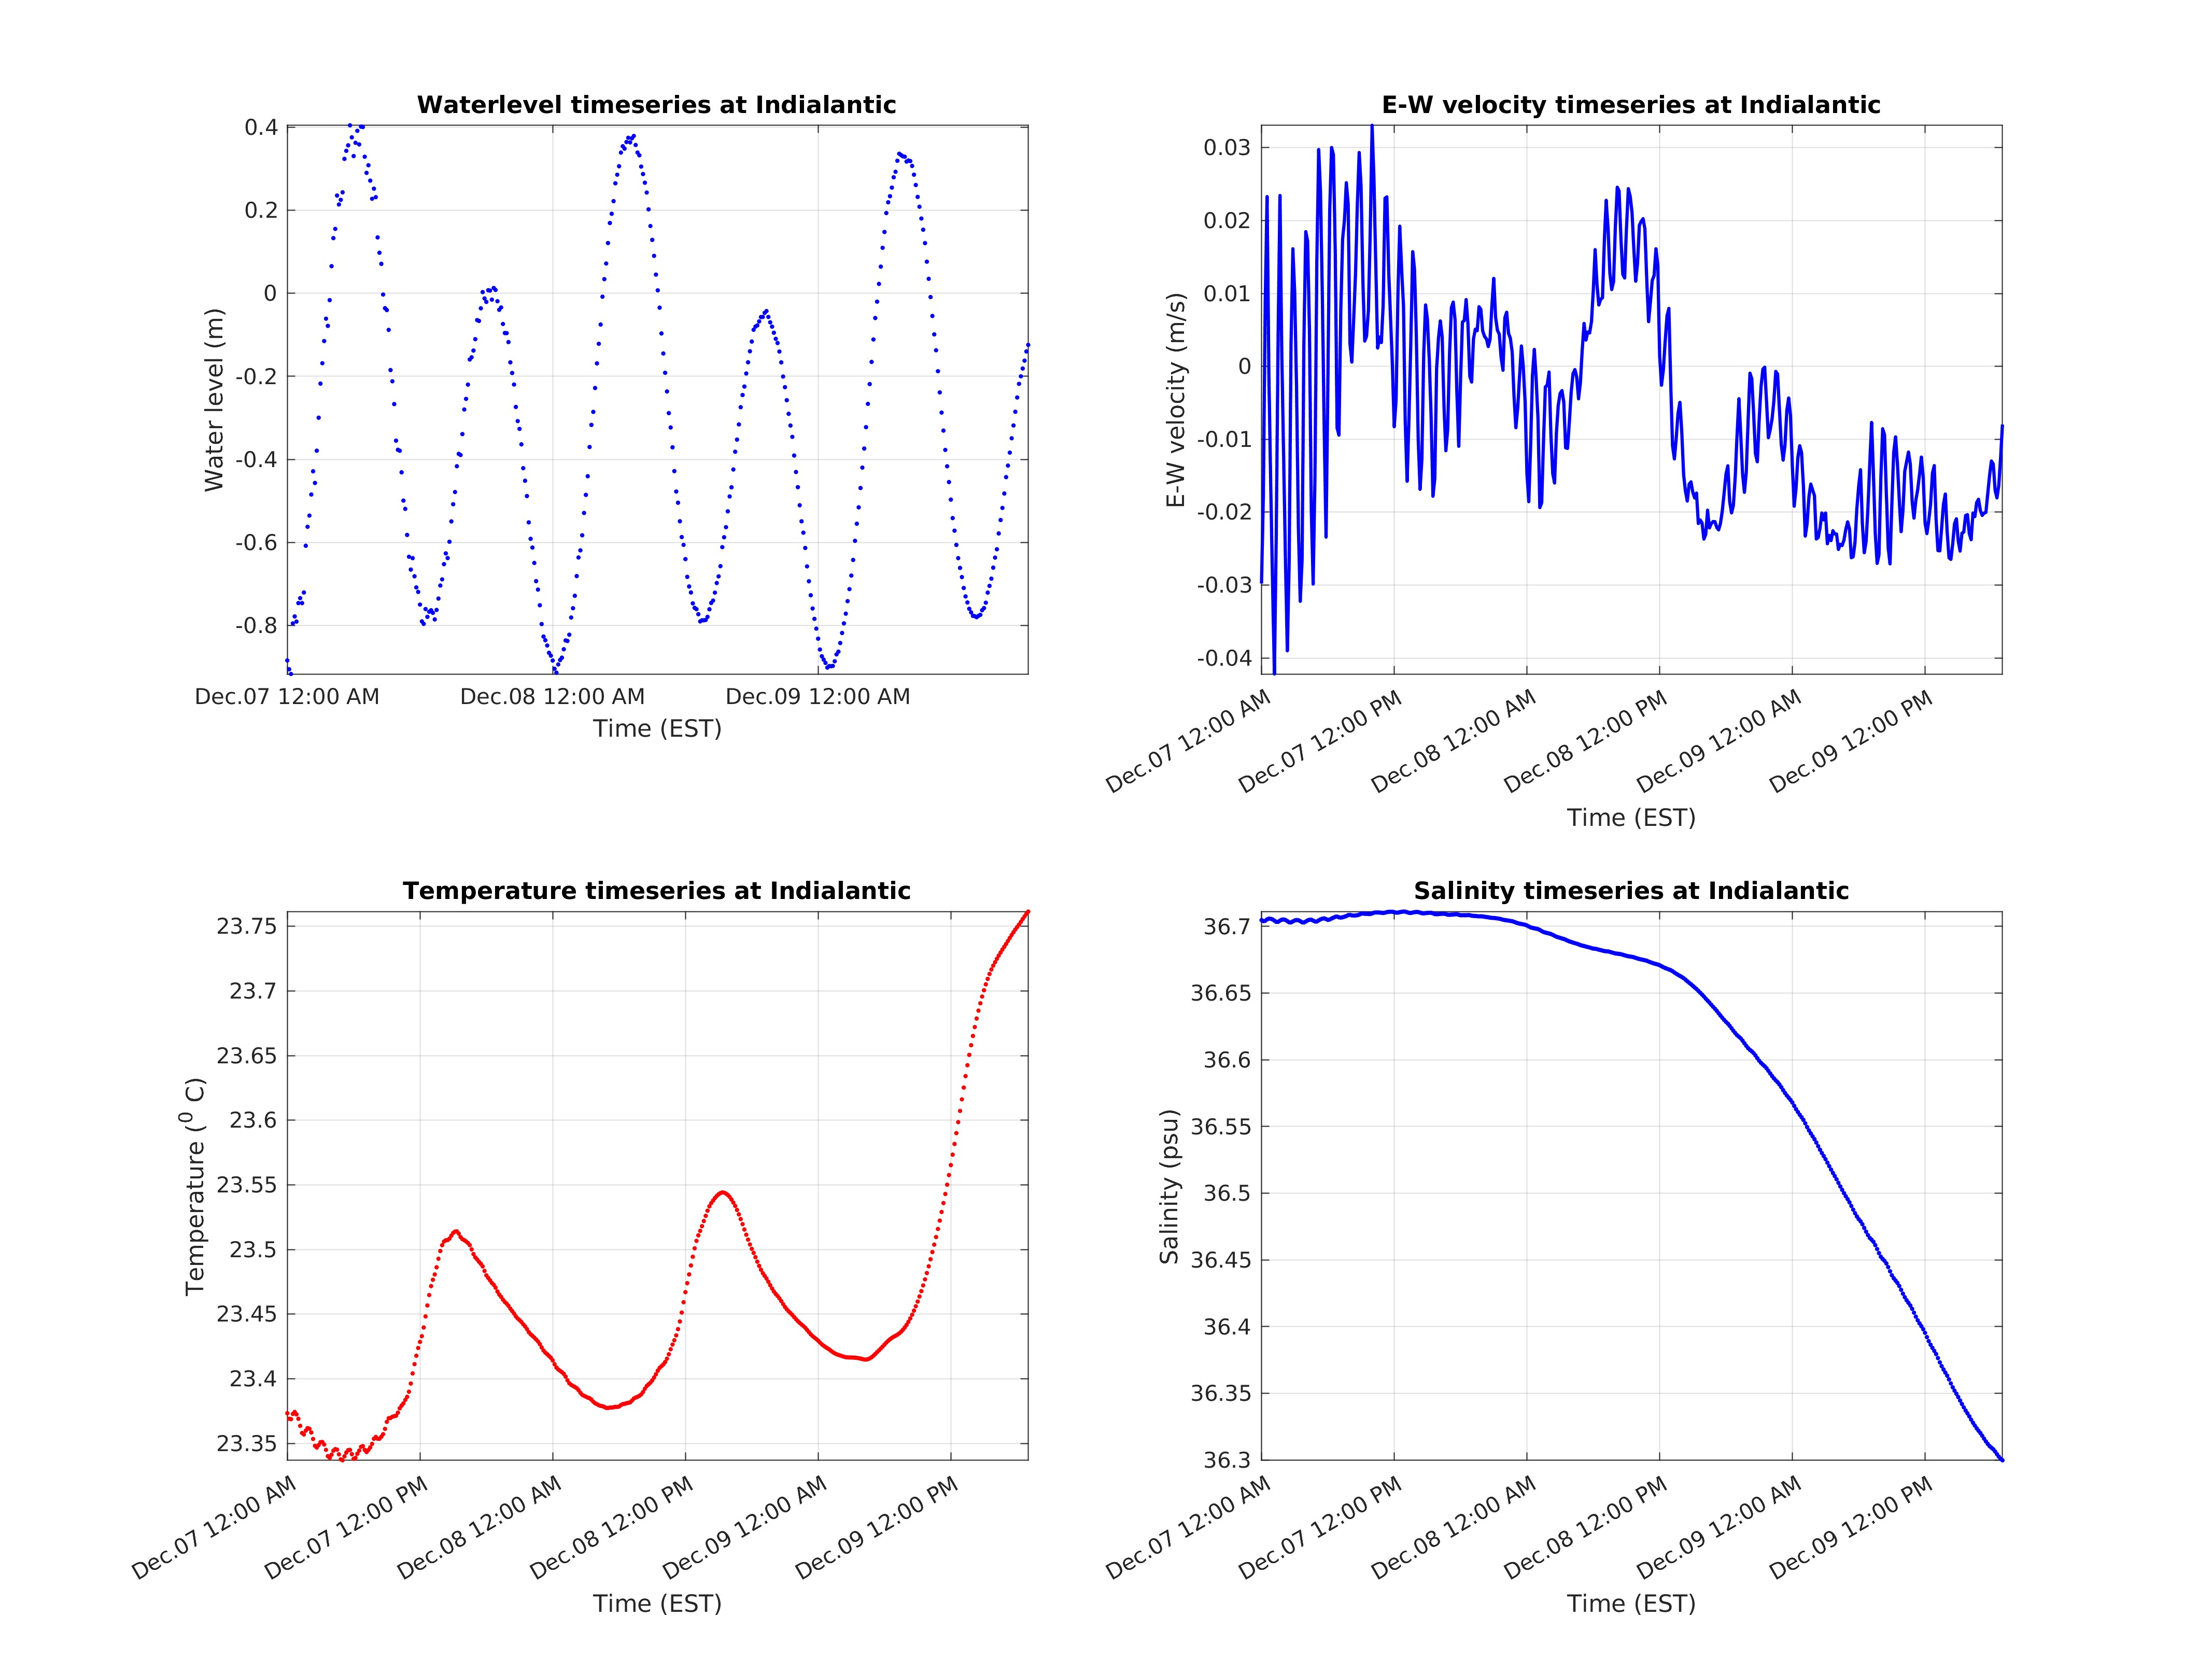 Waterlevel timeseries at Indialantic
0.4
0.2
0
-0.2
-0.4
-0.6
-0.8
Water level (m)
Dec.07 12:00 AM
Dec.08 12:00 AM
Dec.09 12:00 AM
Time (EST)
E-W velocity timeseries at Indialantic
0.03
0.02
0.01
0
-0.01
-0.02
-0.03
-0.04
E-W velocity (m/s)
Dec.07 12:00 AM
Dec.07 12:00 PM
Dec.08 12:00 AM
Dec.08 12:00 PM
Dec.09 12:00 AM
Dec.09 12:00 PM
Time (EST)
Temperature timeseries at Indialantic
23.75
23.7
23.65
23.6
23.55
23.5
23.45
23.4
23.35
Temperature (⁰ C)
Dec.07 12:00 AM
Dec.07 12:00 PM
Dec.08 12:00 AM
Dec.08 12:00 PM
Dec.09 12:00 AM
Dec.09 12:00 PM
Time (EST)
Salinity timeseries at Indialantic
36.7
36.65
36.6
36.55
36.5
36.45
36.4
36.35
36.3
Salinity (psu)
Dec.07 12:00 AM
Dec.07 12:00 PM
Dec.08 12:00 AM
Dec.08 12:00 PM
Dec.09 12:00 AM
Dec.09 12:00 PM
Time (EST)